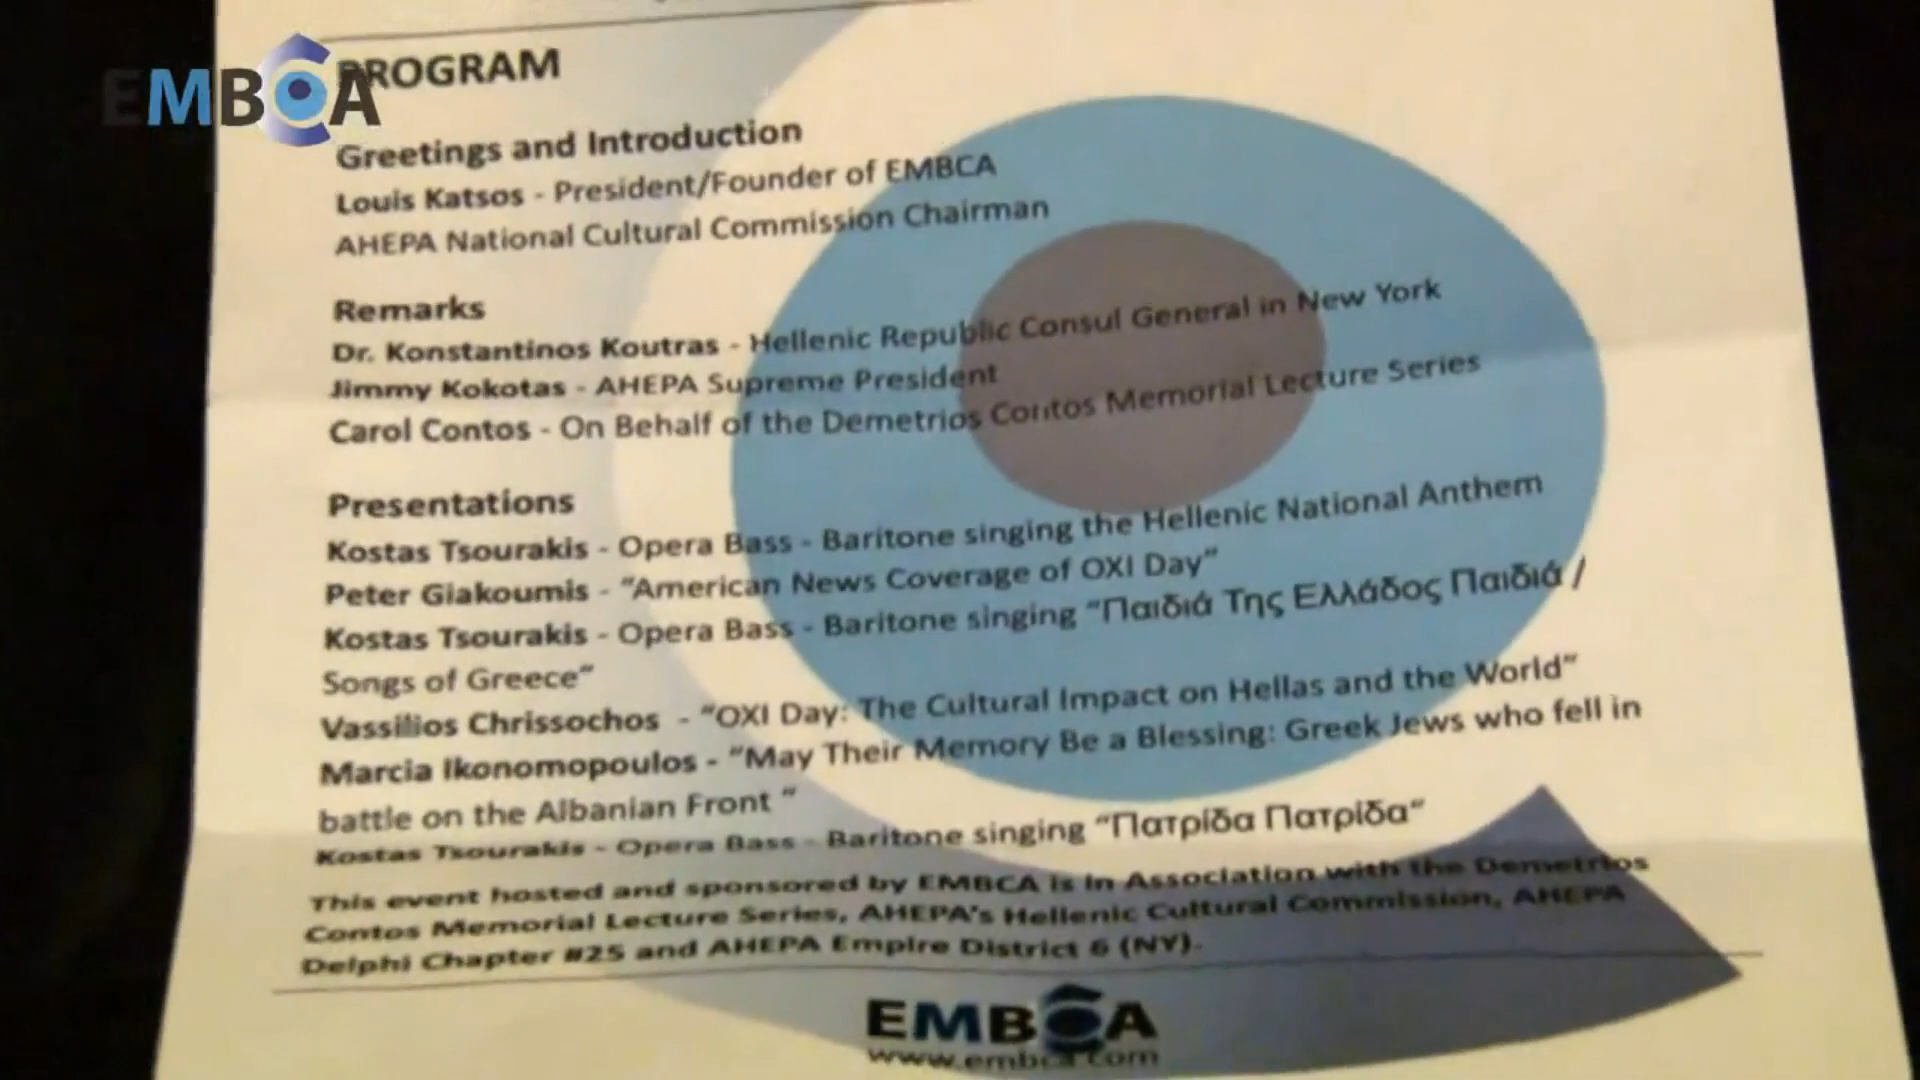 EMBCA
PROGRAM
Greetings and Introduction
Louis Katsos - President/Founder of EMBCA
AHEPA National Cultural Commission Chairman
Remarks
Dr. Konstantinos Koutras - Hellenic Republic Consul General in New York
Jimmy Kokotas - AHEPA Supreme President
Carol Contos - On Behalf of the Demetrios Contos Memorial Lecture Series
Presentations
Kostas Tsourakis - Opera Bass - Baritone singing the Hellenic National Anthem
Peter Giakoumis - “American News Coverage of OXI Day”
Kostas Tsourakis - Opera Bass - Baritone singing “Παιδιά Της Ελλάδος Παιδιά /
Songs of Greece”
Vassilios Chrissochos - “OXI Day: The Cultural Impact on Hellas and the World”
Marcia Ikonomopoulos - “May Their Memory Be a Blessing: Greek Jews who fell in
battle on the Albanian Front “
Kostas Tsourakis - Opera Bass - Baritone singing “Πατρίδα Πατρίδα“
This event hosted and sponsored by EMBCA is in Association with the Demetrios
Contos Memorial Lecture Series, AHEPA's Hellenic Cultural Commission, AHEPA
Delphi Chapter #25 and AHEPA Empire District 6 (NY).
EMBCA
www.embca.com